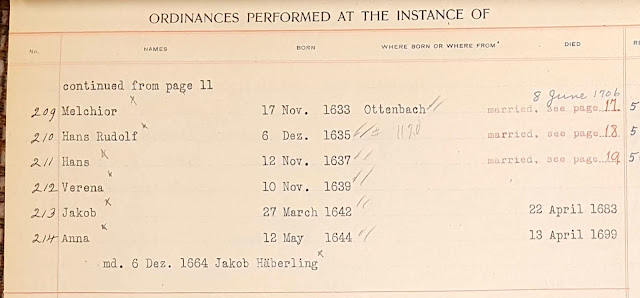 ORDINANCES PERFORMED AT THE INSTANCE OF
No. NAMES BORN WHERE BORN OR WHERE FROM DIED
continued from page 11
8 June 1706
209 Melchior x 17 Nov. 1633 Ottenbach " married, see page 17. 5
210 Hans Rudolf x 6 Dez. 1635 " married, see page 18 5
211 Hans x 12 Nov. 1637 " married, see page 19 5
212 Verena x 10 Nov. 1639 "
213 Jakob x 27 March 1642 " 22 April 1683
214 Anna x 12 May 1644 " 13 April 1699
md. 6 Dez. 1664 Jakob Häberling x